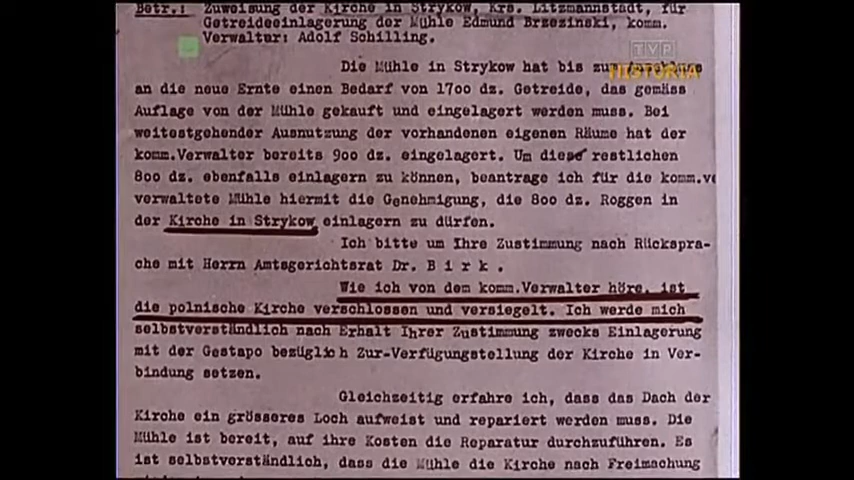 Betr.: Zuweisung der Kirche in Strykow, Krs. Litzmannstadt, für
Getreideeinlagerung der Mühle Edmund Brzezinski, komm.
Verwalter: Adolf Schilling.
TVP
HISTORIA
Die Mühle in Strykow hat bis zum
an die neue Ernte einen Bedarf von 1700 dz. Getreide, das gemäss
Auflage von der Mühle gekauft und eingelagert werden muss. Bei
weitestgehender Ausnutzung der vorhandenen eigenen Räume hat der
komm.Verwalter bereits 900 dz. eingelagert. Um diese restlichen
800 dz. ebenfalls einlagern zu können, beantrage ich für die komm.ve
verwaltete Mühle hiermit die Genehmigung, die 800 dz. Roggen in
der Kirche in Strykow einlagern zu dürfen.
Ich bitte um Ihre Zustimmung nach Rückspra-
che mit Herrn Amtsgerichtsrat Dr. B i r k .
Wie ich von dem komm.Verwalter höre, ist
die polnische Kirche verschlossen und versiegelt. Ich werde mich
selbstverständlich nach Erhalt Ihrer Zustimmung zwecks Einlagerung
mit der Gestapo bezüglich Zur-Verfügungstellung der Kirche in Ver-
bindung setzen.
Gleichzeitig erfahre ich, dass das Dach der
Kirche ein grösseres Loch aufweist und repariert werden muss. Die
Mühle ist bereit, auf ihre Kosten die Reparatur durchzuführen. Es
ist selbstverständlich, dass die Mühle die Kirche nach Freimachung